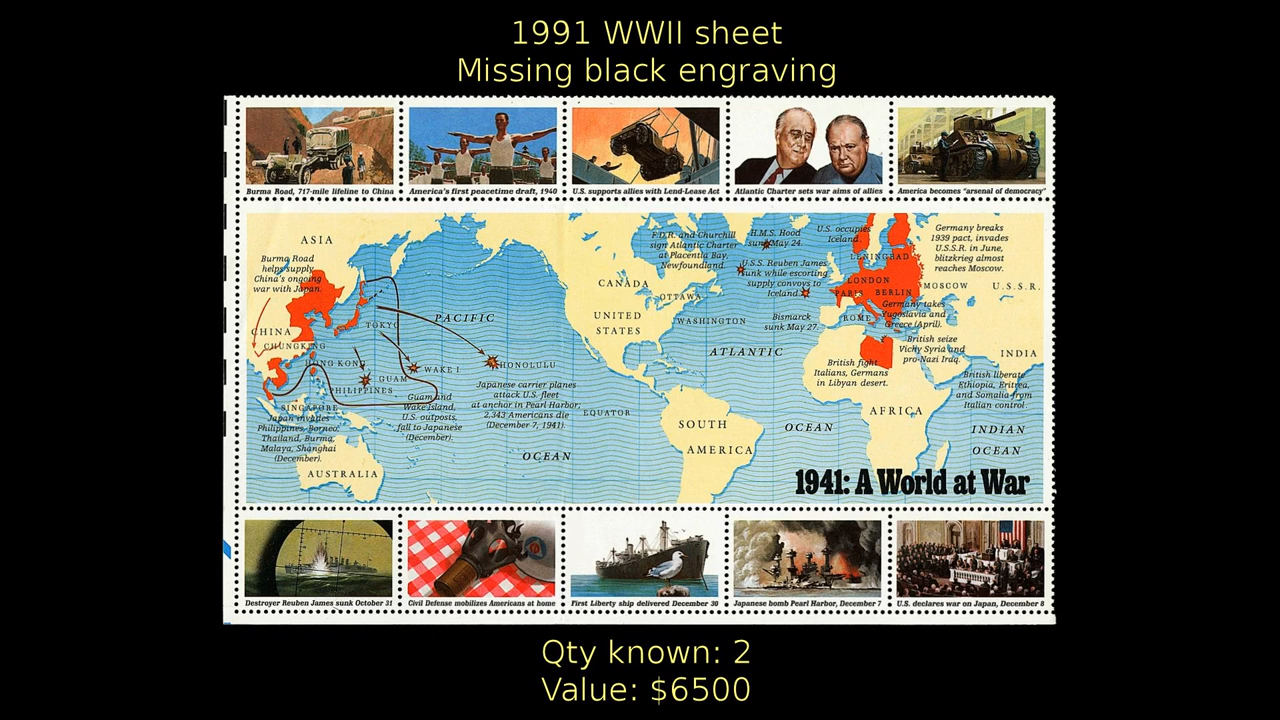 1991 WWII sheet
Missing black engraving
Burma Road, 717-mile lifeline to China
America's first peacetime draft, 1940
U.S. supports allies with Lend-Lease Act
Atlantic Charter sets war aims of allies
America becomes "arsenal of democracy"
ASIA
Burma Road
helps supply
China's ongoing
war with Japan.
CHINA
CHUNGKING
HONG KONG
TOKYO
PACIFIC
WAKE I
GUAM
PHILIPPINES
HONOLULU
SINGAPORE
Japan invades
Philippines, Borneo,
Thailand, Burma,
Malaya, Shanghai
(December).
Guam and
Wake Island,
U.S. outposts,
fall to Japanese
(December).
Japanese carrier planes
attack U.S. fleet
at anchor in Pearl Harbor;
2,343 Americans die
(December 7, 1941).
EQUATOR
OCEAN
AUSTRALIA
F.D.R. and Churchill
sign Atlantic Charter
at Placentia Bay,
Newfoundland.
H.M.S. Hood
sunk May 24.
U.S. occupies
Iceland.
Germany breaks
1939 pact, invades
U.S.S.R. in June,
blitzkrieg almost
reaches Moscow.
U.S.S. Reuben James
sunk while escorting
supply convoys to
Iceland.
LENINGRAD
LONDON
PARIS
BERLIN
MOSCOW
U.S.S.R.
CANADA
OTTAWA
UNITED
STATES
WASHINGTON
Bismarck
sunk May 27.
ROME
Germany takes
Yugoslavia and
Greece (April).
British seize
Vichy Syria and
pro-Nazi Iraq.
INDIA
ATLANTIC
British fight
Italians, Germans
in Libyan desert.
British liberate
Ethiopia, Eritrea,
and Somalia from
Italian control.
AFRICA
SOUTH
AMERICA
OCEAN
INDIAN
OCEAN
1941: A World at War
Destroyer Reuben James sunk October 31
Civil Defense mobilizes Americans at home
First Liberty ship delivered December 30
Japanese bomb Pearl Harbor, December 7
U.S. declares war on Japan, December 8
Qty known: 2
Value: $6500